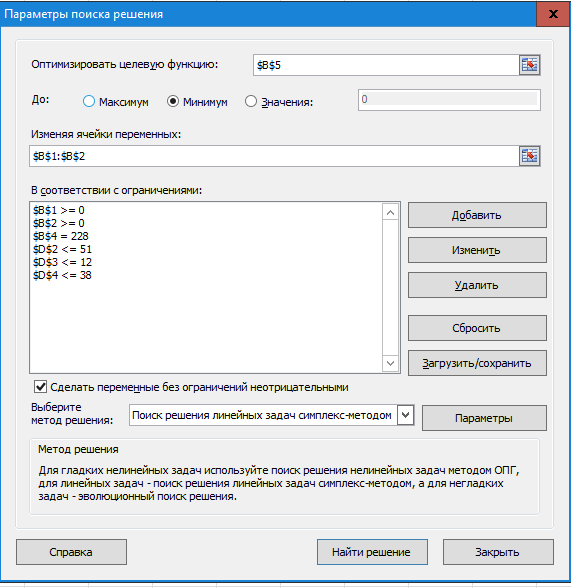 Параметры поиска решения
x
Оптимизировать целевую функцию:
$B$5
До:
Максимум
Минимум
Значения:
0
Изменяя ячейки переменных:
$B$1:$B$2
В соответствии с ограничениями:
$B$1 >= 0
$B$2 >= 0
$B$4 = 228
$D$2 <= 51
$D$3 <= 12
$D$4 <= 38
Добавить
Изменить
Удалить
Сбросить
Загрузить/сохранить
Сделать переменные без ограничений неотрицательными
Выберите
метод решения:
Поиск решения линейных задач симплекс-методом
Параметры
Метод решения
Для гладких нелинейных задач используйте поиск решения нелинейных задач методом ОПГ,
для линейных задач - поиск решения линейных задач симплекс-методом, а для негладких
задач - эволюционный поиск решения.
Справка
Найти решение
Закрыть